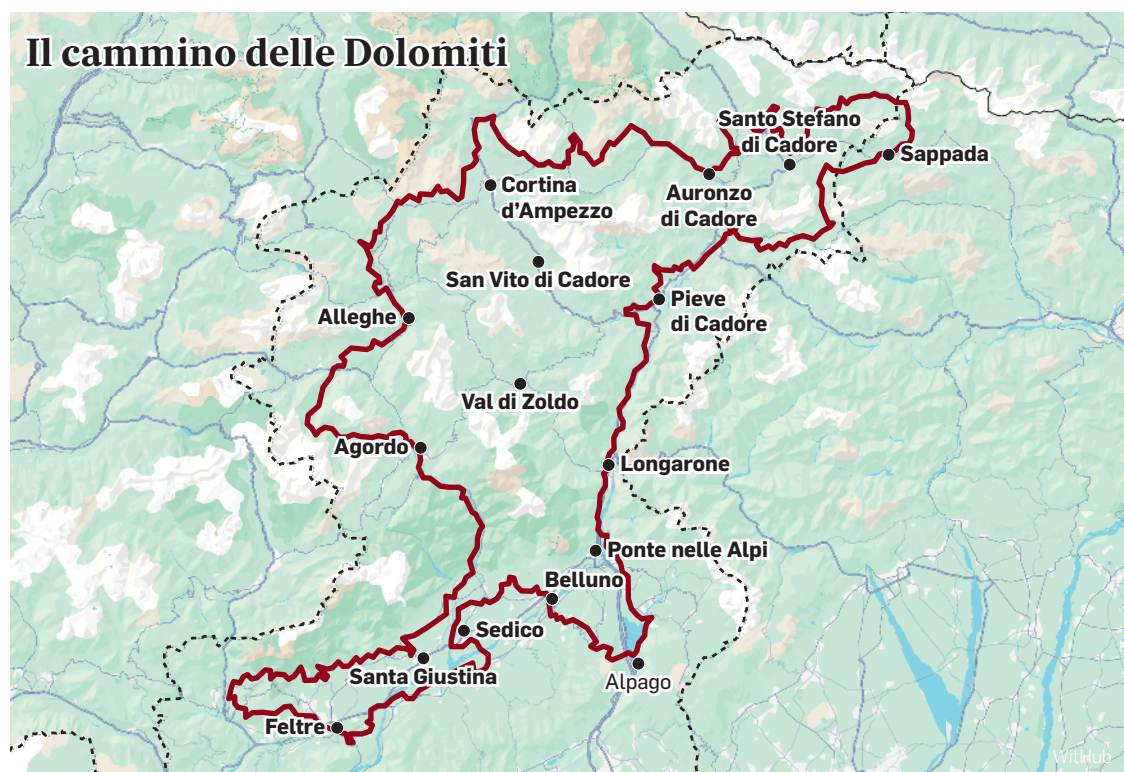 Il cammino delle Dolomiti
Santo Stefano
di Cadore
Sappada
Cortina
d'Ampezzo
Auronzo
di Cadore
San Vito di Cadore
Pieve
di Cadore
Alleghe
Val di Zoldo
Agordo
Longarone
Ponte nelle Alpi
Belluno
Sedico
Santa Giustina
Alpago
Feltre
WitHub